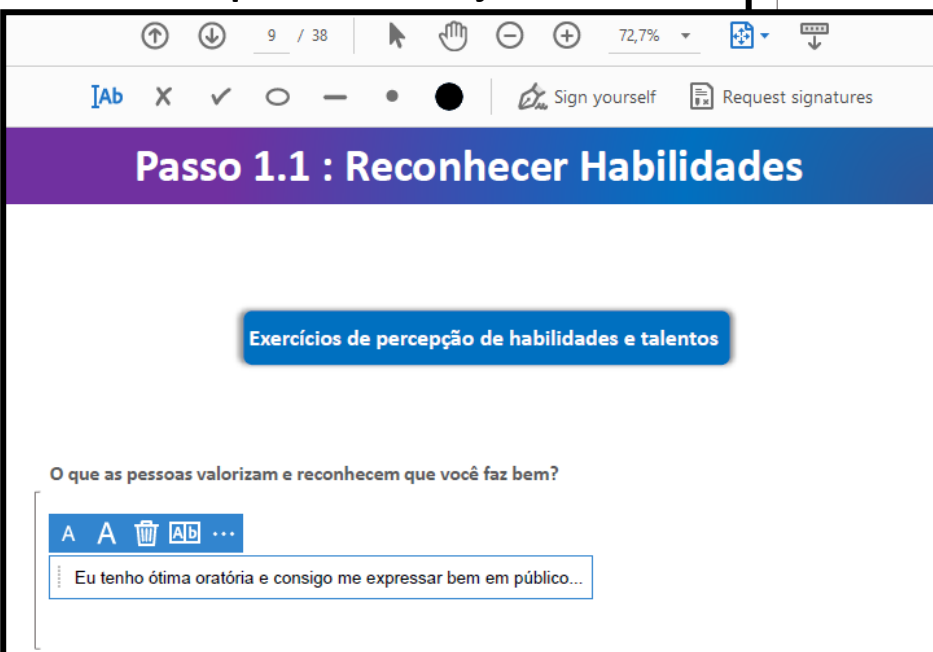 9 / 38 72,7%
Ab Sign yourself Request signatures
Passo 1.1 : Reconhecer Habilidades
Exercícios de percepção de habilidades e talentos
O que as pessoas valorizam e reconhecem que você faz bem?
A A Ab ...
Eu tenho ótima oratória e consigo me expressar bem em público...